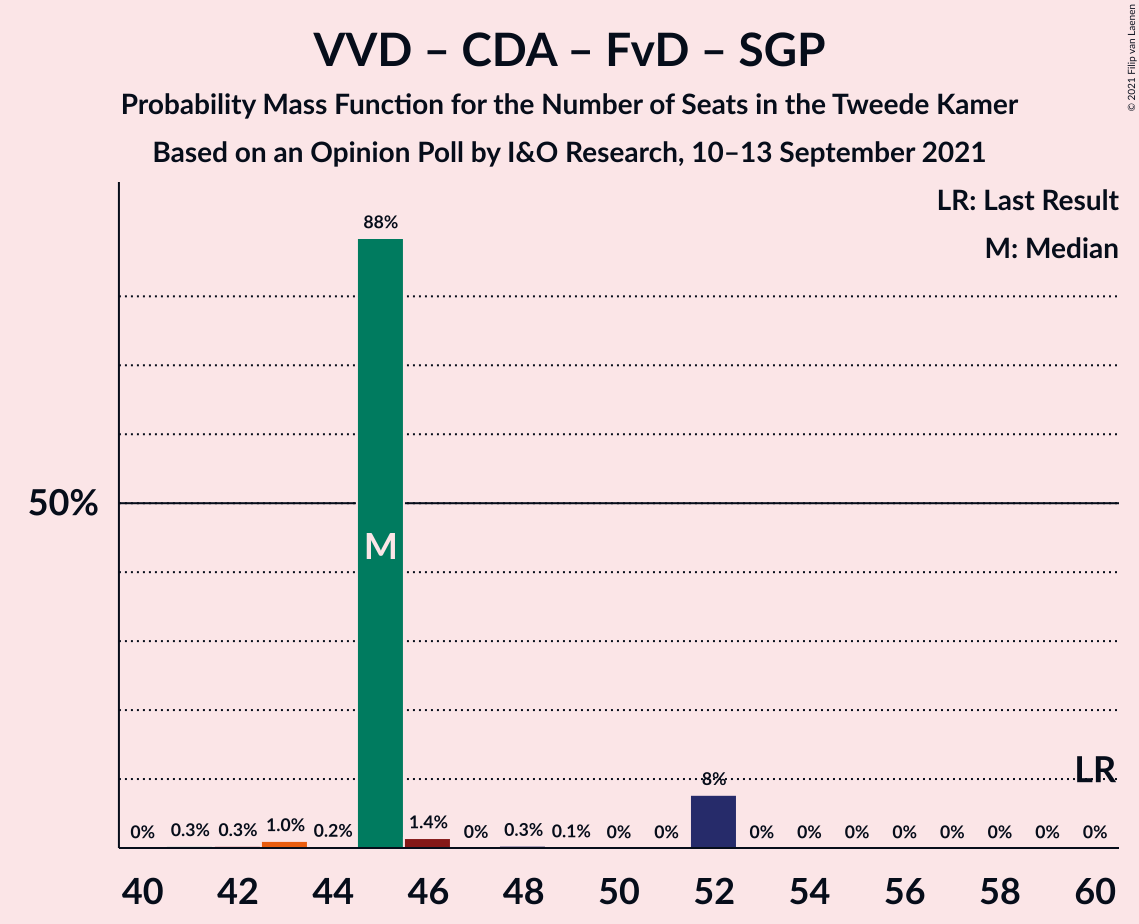 VVD – CDA – FvD – SGP
Probability Mass Function for the Number of Seats in the Tweede Kamer
Based on an Opinion Poll by I&O Research, 10–13 September 2021
© 2021 Filip van Laenen
LR: Last Result
M: Median
50%
88%
M
LR
0% 0.3% 0.3% 1.0% 0.2% 1.4% 0% 0.3% 0.1% 0% 0% 8% 0% 0% 0% 0% 0% 0% 0% 0%
40 42 44 46 48 50 52 54 56 58 60